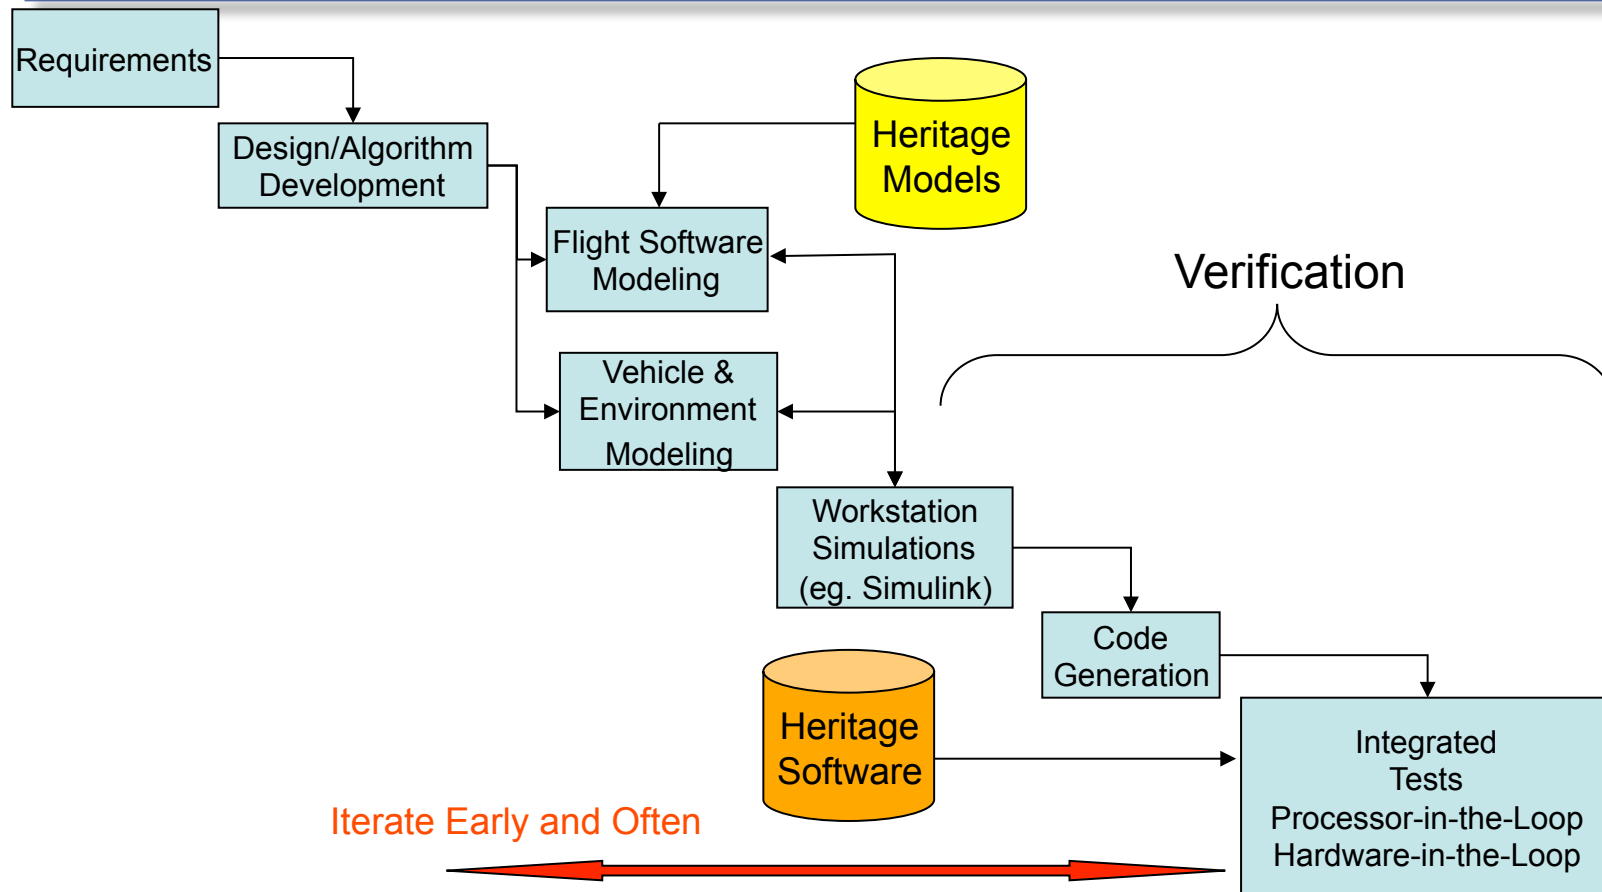 Requirements
Design/Algorithm
Development
Heritage
Models
Flight Software
Modeling
Verification
Vehicle &
Environment
Modeling
Workstation
Simulations
(eg. Simulink)
Code
Generation
Heritage
Software
Integrated
Tests
Processor-in-the-Loop
Hardware-in-the-Loop
Iterate Early and Often